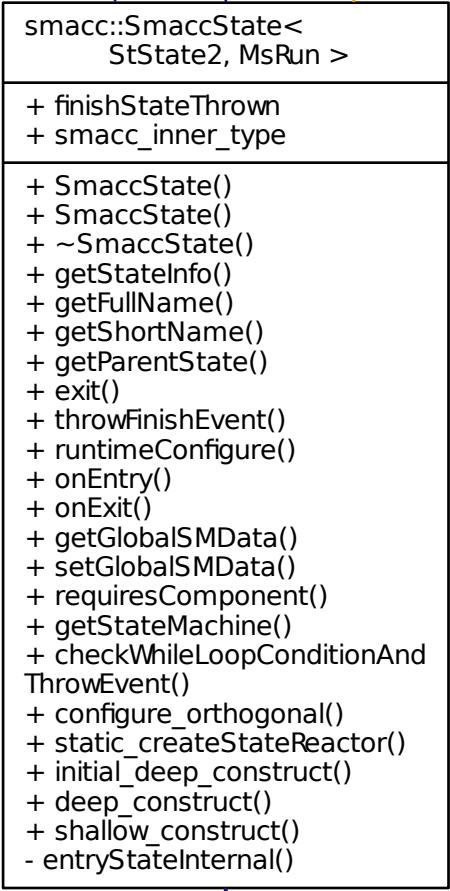 smacc::SmaccState<
StState2, MsRun >
+ finishStateThrown
+ smacc_inner_type
+ SmaccState()
+ SmaccState()
+ ~SmaccState()
+ getStateInfo()
+ getFullName()
+ getShortName()
+ getParentState()
+ exit()
+ throwFinishEvent()
+ runtimeConfigure()
+ onEntry()
+ onExit()
+ getGlobalSMData()
+ setGlobalSMData()
+ requiresComponent()
+ getStateMachine()
+ checkWhileLoopConditionAnd
ThrowEvent()
+ configure_orthogonal()
+ static_createStateReactor()
+ initial_deep_construct()
+ deep_construct()
+ shallow_construct()
- entryStateInternal()